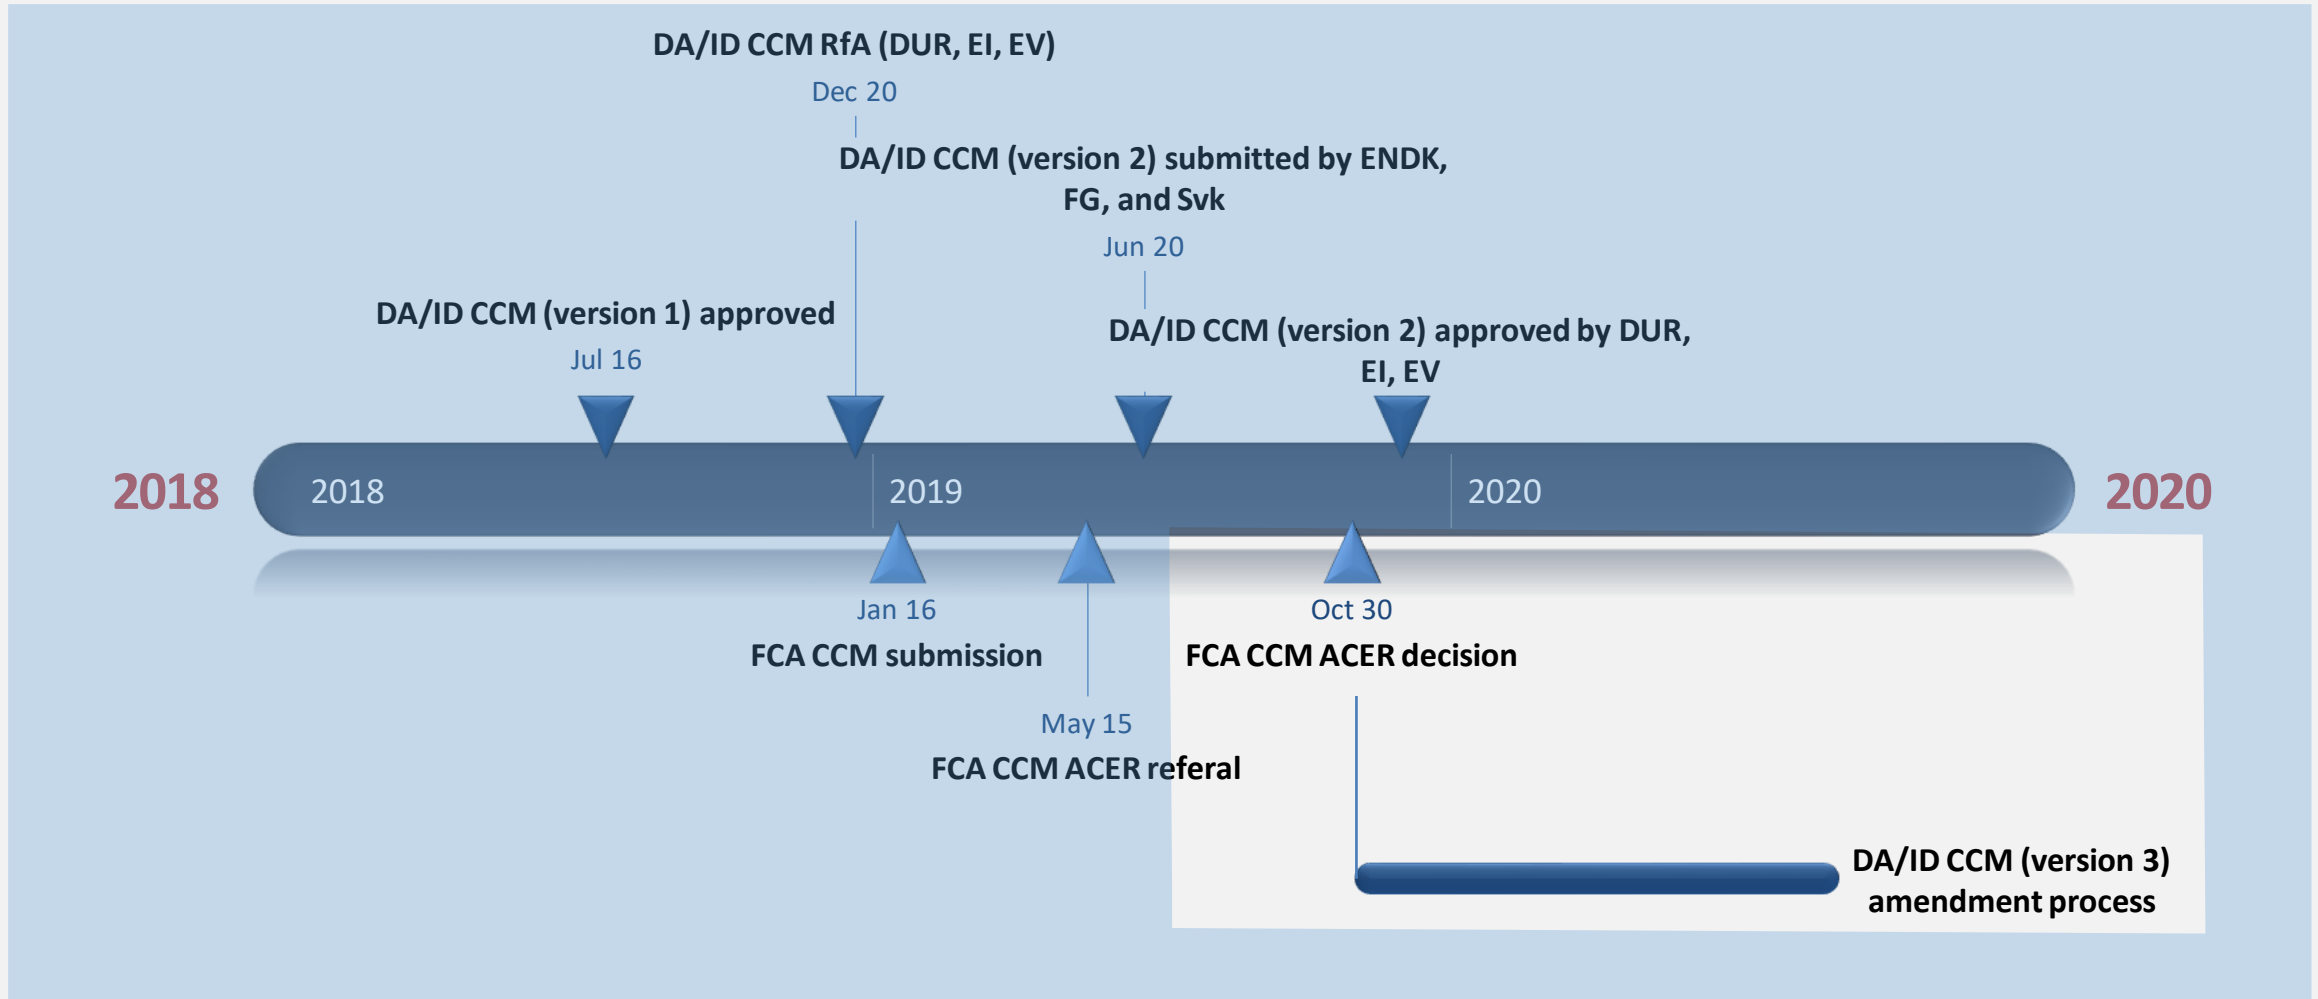 DA/ID CCM RfA (DUR, EI, EV)
Dec 20
DA/ID CCM (version 2) submitted by ENDK,
FG, and Svk
Jun 20
DA/ID CCM (version 1) approved
Jul 16
DA/ID CCM (version 2) approved by DUR,
EI, EV
2018
2018
2019
2020
2020
Jan 16
FCA CCM submission
Oct 30
FCA CCM ACER decision
May 15
FCA CCM ACER referal
DA/ID CCM (version 3)
amendment process